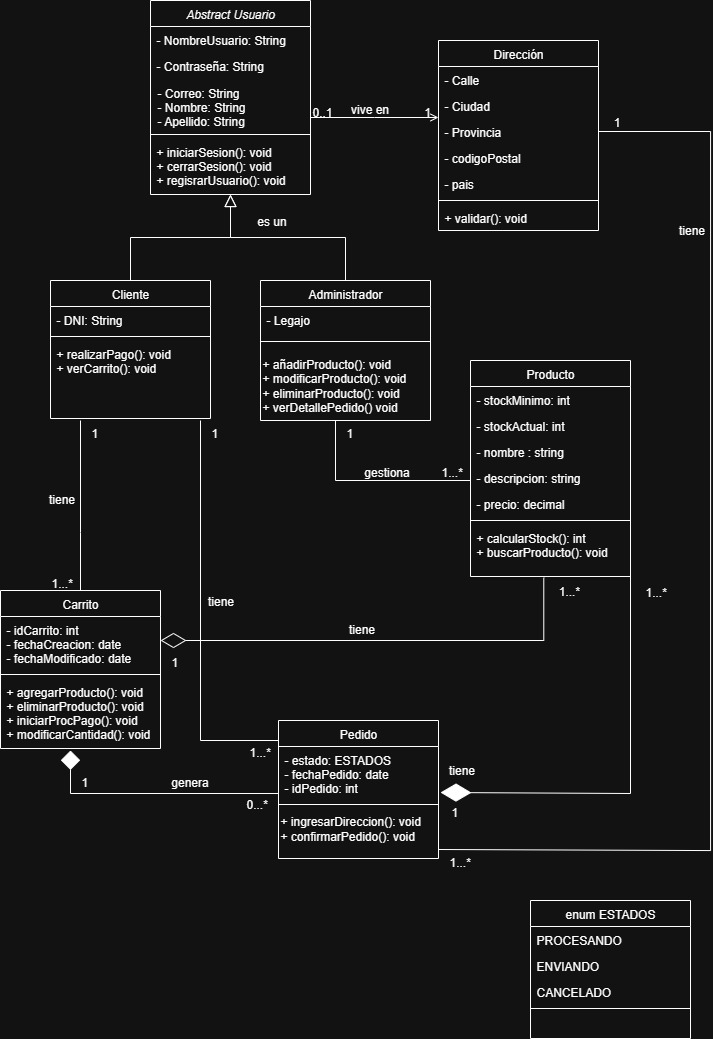 Abstract Usuario
- NombreUsuario: String
- Contraseña: String
- Correo: String
- Nombre: String
- Apellido: String
+ iniciarSesion(): void
+ cerrarSesion(): void
+ regisrarUsuario(): void
0..1
vive en
1
Dirección
- Calle
- Ciudad
- Provincia
- codigoPostal
- pais
+ validar(): void
1
tiene
es un
Cliente
- DNI: String
+ realizarPago(): void
+ verCarrito(): void
Administrador
- Legajo
+ añadirProducto(): void
+ modificarProducto(): void
+ eliminarProducto(): void
+ verDetallePedido() void
Producto
- stockMinimo: int
- stockActual: int
- nombre : string
- descripcion: string
- precio: decimal
+ calcularStock(): int
+ buscarProducto(): void
1
1
1
gestiona
1...*
tiene
1...*
tiene
1...*
1...*
Carrito
- idCarrito: int
- fechaCreacion: date
- fechaModificado: date
+ agregarProducto(): void
+ eliminarProducto(): void
+ iniciarProcPago(): void
+ modificarCantidad(): void
1
tiene
1...*
Pedido
- estado: ESTADOS
- fechaPedido: date
- idPedido: int
+ ingresarDireccion(): void
+ confirmarPedido(): void
1
genera
0...*
tiene
1
1...*
enum ESTADOS
PROCESANDO
ENVIANDO
CANCELADO